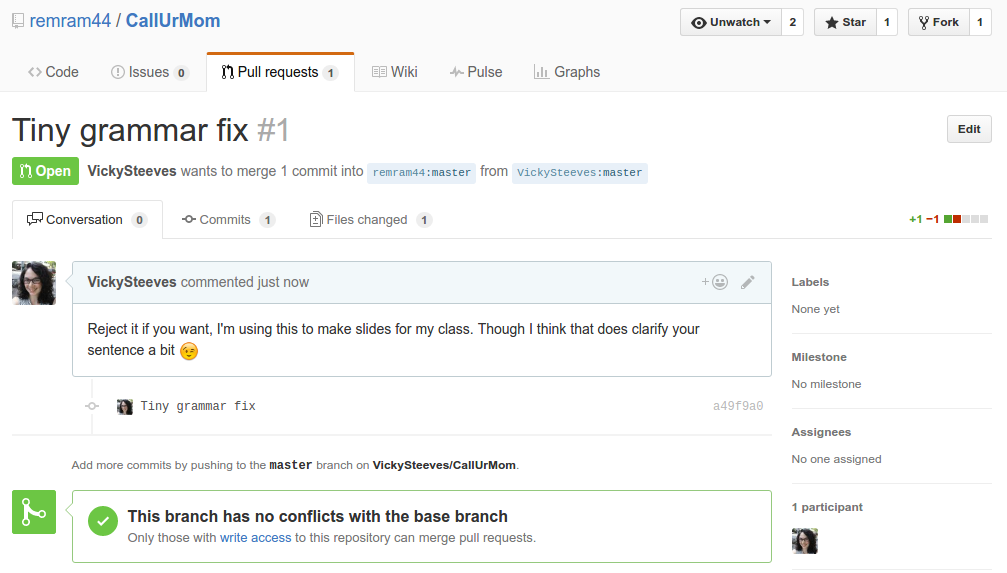 remram44 / CallUrMom
Unwatch 2 Star 1 Fork 1
Code Issues 0 Pull requests 1 Wiki Pulse Graphs
Tiny grammar fix #1
Edit
Open VickySteeves wants to merge 1 commit into remram44:master from VickySteeves:master
Conversation 0 Commits 1 Files changed 1 +1 −1
VickySteeves commented just now
Reject it if you want, I'm using this to make slides for my class. Though I think that does clarify your
sentence a bit 😉
Tiny grammar fix a49f9a0
Add more commits by pushing to the master branch on VickySteeves/CallUrMom.
This branch has no conflicts with the base branch
Only those with write access to this repository can merge pull requests.
Labels
None yet
Milestone
No milestone
Assignees
No one assigned
1 participant